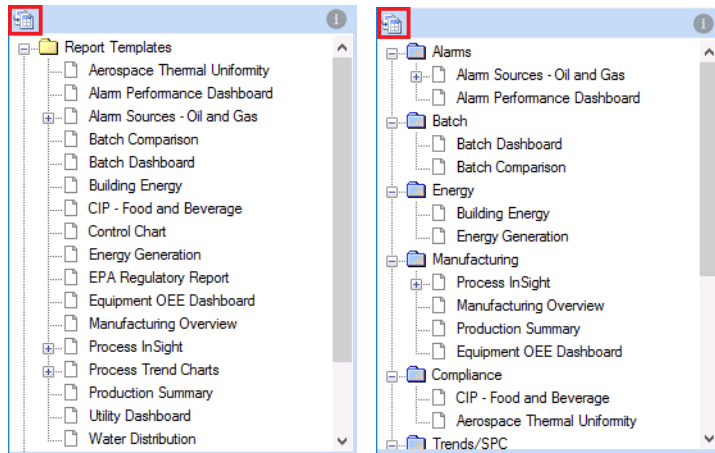 Report Templates
Aerospace Thermal Uniformity
Alarm Performance Dashboard
Alarm Sources - Oil and Gas
Batch Comparison
Batch Dashboard
Building Energy
CIP - Food and Beverage
Control Chart
Energy Generation
EPA Regulatory Report
Equipment OEE Dashboard
Manufacturing Overview
Process InSight
Process Trend Charts
Production Summary
Utility Dashboard
Water Distribution
Alarms
Alarm Sources - Oil and Gas
Alarm Performance Dashboard
Batch
Batch Dashboard
Batch Comparison
Energy
Building Energy
Energy Generation
Manufacturing
Process InSight
Manufacturing Overview
Production Summary
Equipment OEE Dashboard
Compliance
CIP - Food and Beverage
Aerospace Thermal Uniformity
Trends/SPC